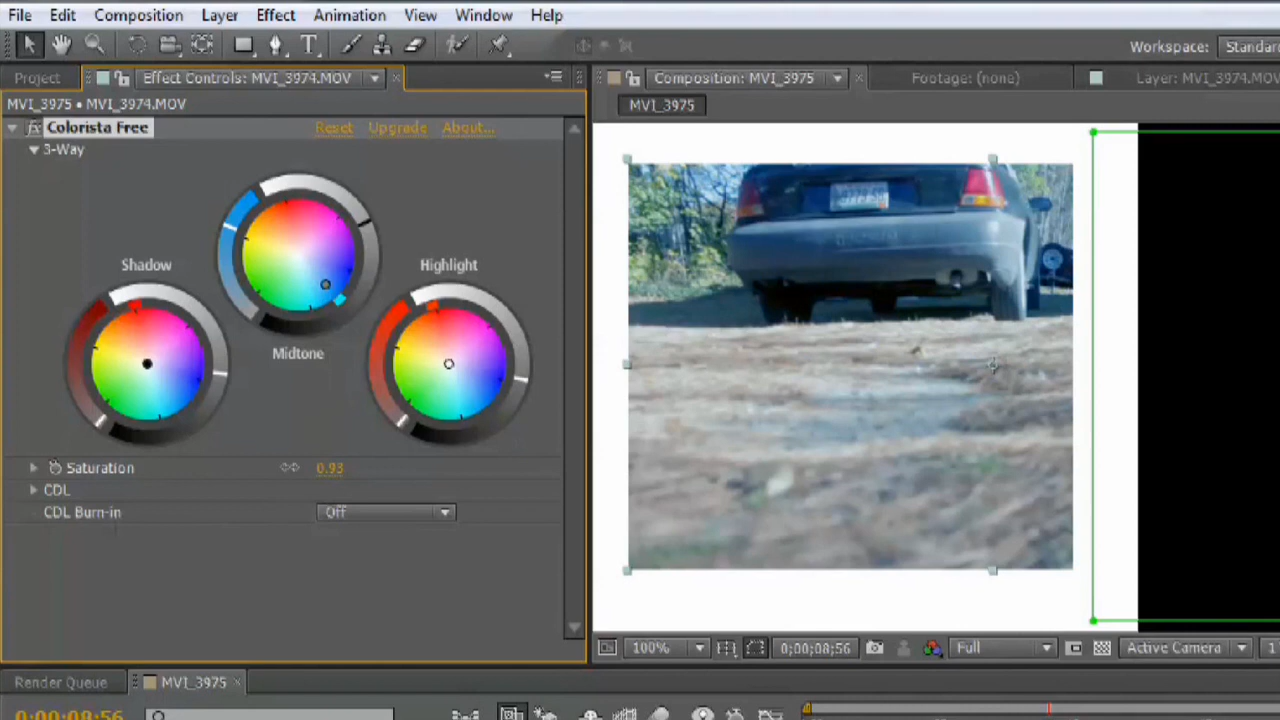 File Edit Composition Layer Effect Animation View Window Help
Workspace: Standar
Project Effect Controls: MVI_3974.MOV Composition: MVI_3975 Footage: (none) Layer: MVI_3974.MOV
MVI_3975 • MVI_3974.MOV
MVI_3975
fx Colorista Free Reset Upgrade About...
3-Way
Shadow Highlight
Midtone
Saturation 0.93
CDL
CDL Burn-in Off
100% 0;00;08;56 Full Active Camera 1
Render Queue MVI_3975
0;00;08;56